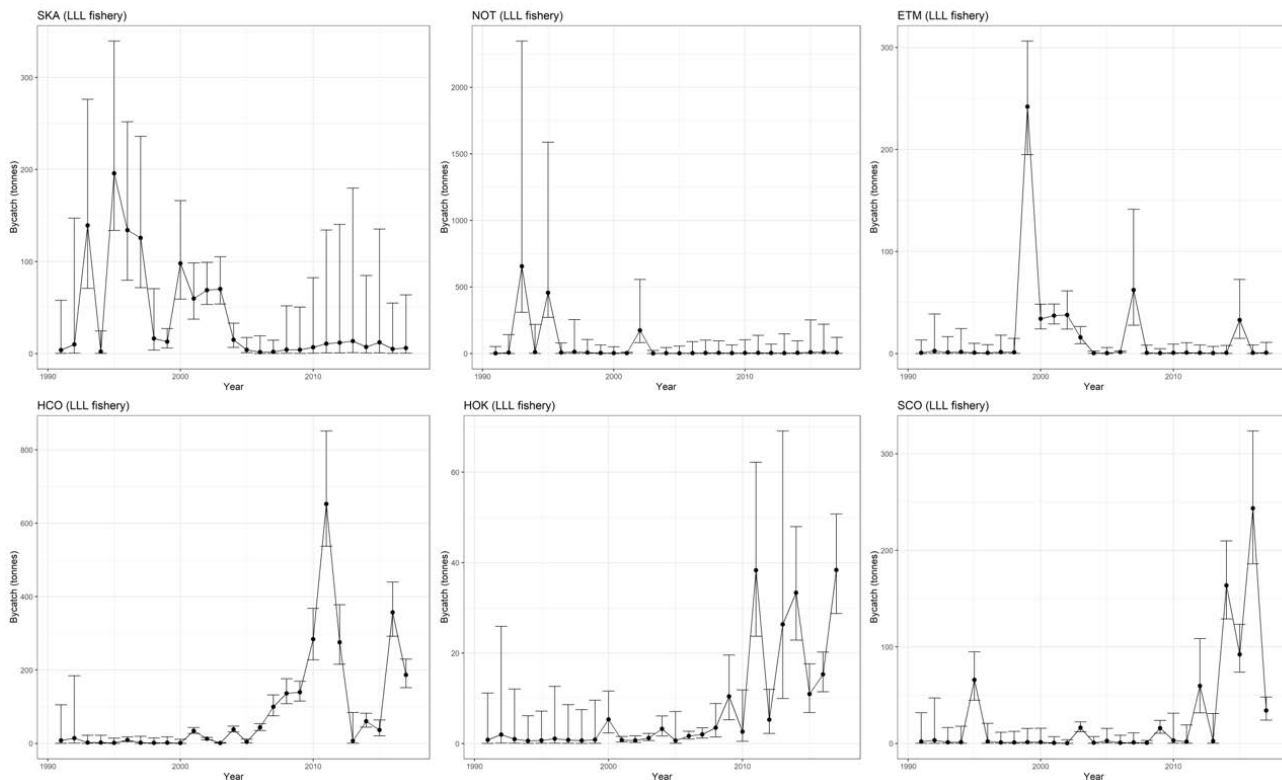 SKA (LLL fishery)
Bycatch (tonnes)
300
200
100
0
1990
2000
2010
Year
NOT (LLL fishery)
Bycatch (tonnes)
2000
1500
1000
500
0
1990
2000
2010
Year
ETM (LLL fishery)
Bycatch (tonnes)
300
200
100
0
1990
2000
2010
Year
HCO (LLL fishery)
Bycatch (tonnes)
800
600
400
200
0
1990
2000
2010
Year
HOK (LLL fishery)
Bycatch (tonnes)
60
40
20
0
1990
2000
2010
Year
SCO (LLL fishery)
Bycatch (tonnes)
300
200
100
0
1990
2000
2010
Year